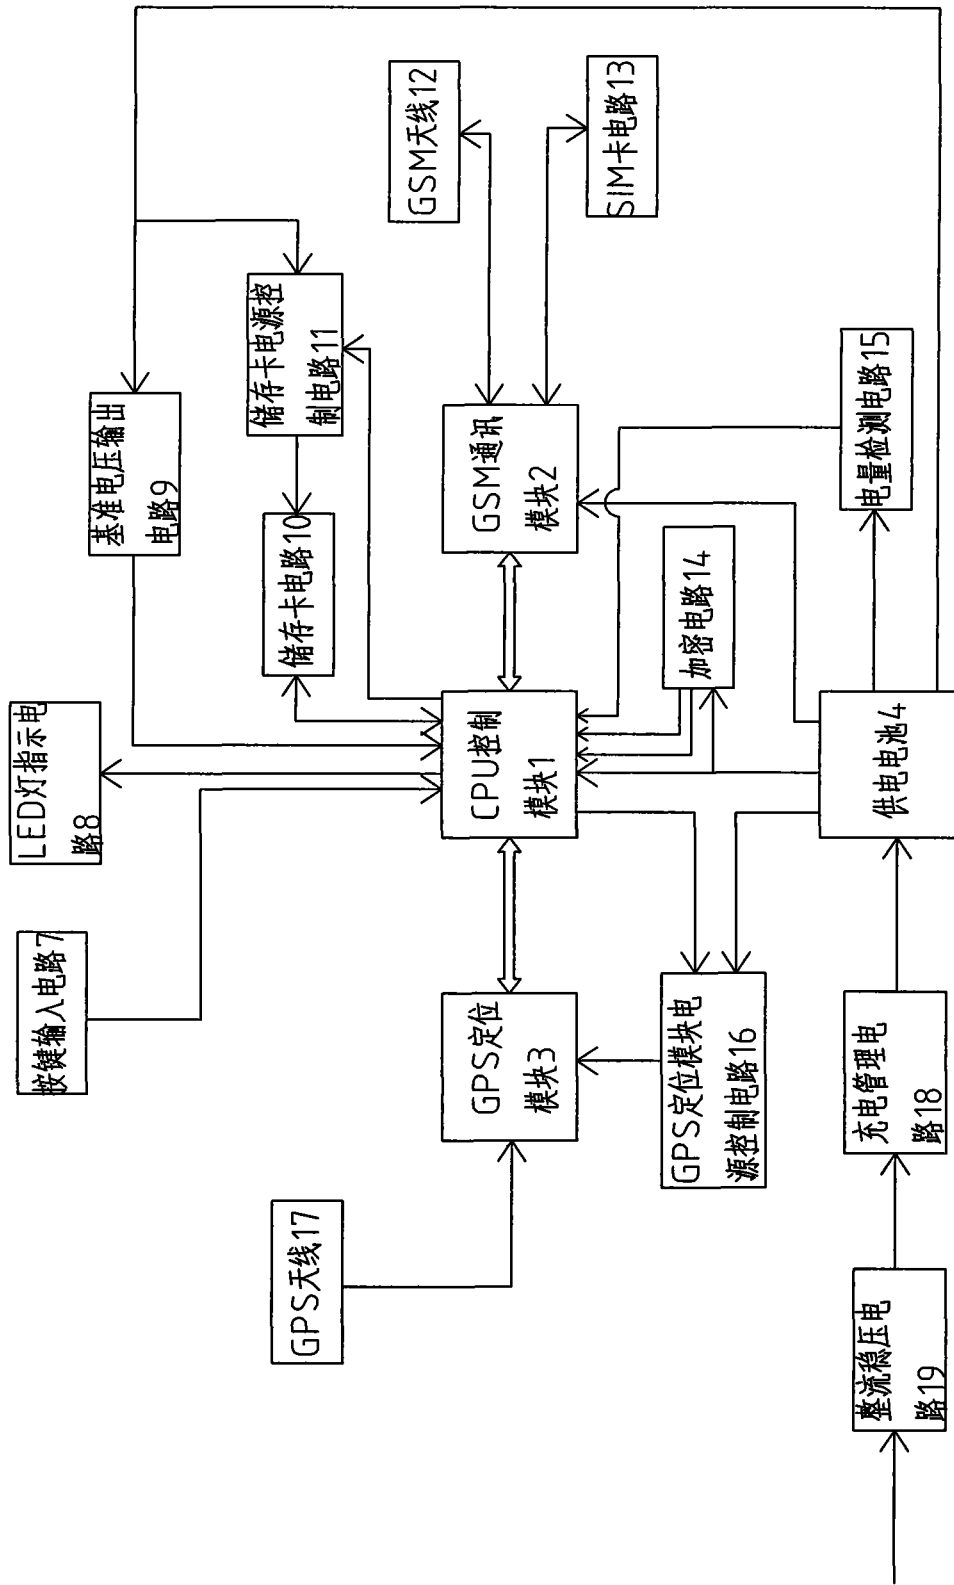 按键输入电路7
LED灯指示电
路8
基准电压输出
电路9
GPS天线17
储存卡电路10
储存卡电源控
制电路11
GSM天线12
GPS定位
模块3
CPU控制
模块1
GSM通讯
模块2
SIM卡电路13
GPS定位模块电
源控制电路16
加密电路14
整流稳压电
路19
充电管理电
路18
供电电池4
电量检测电路15